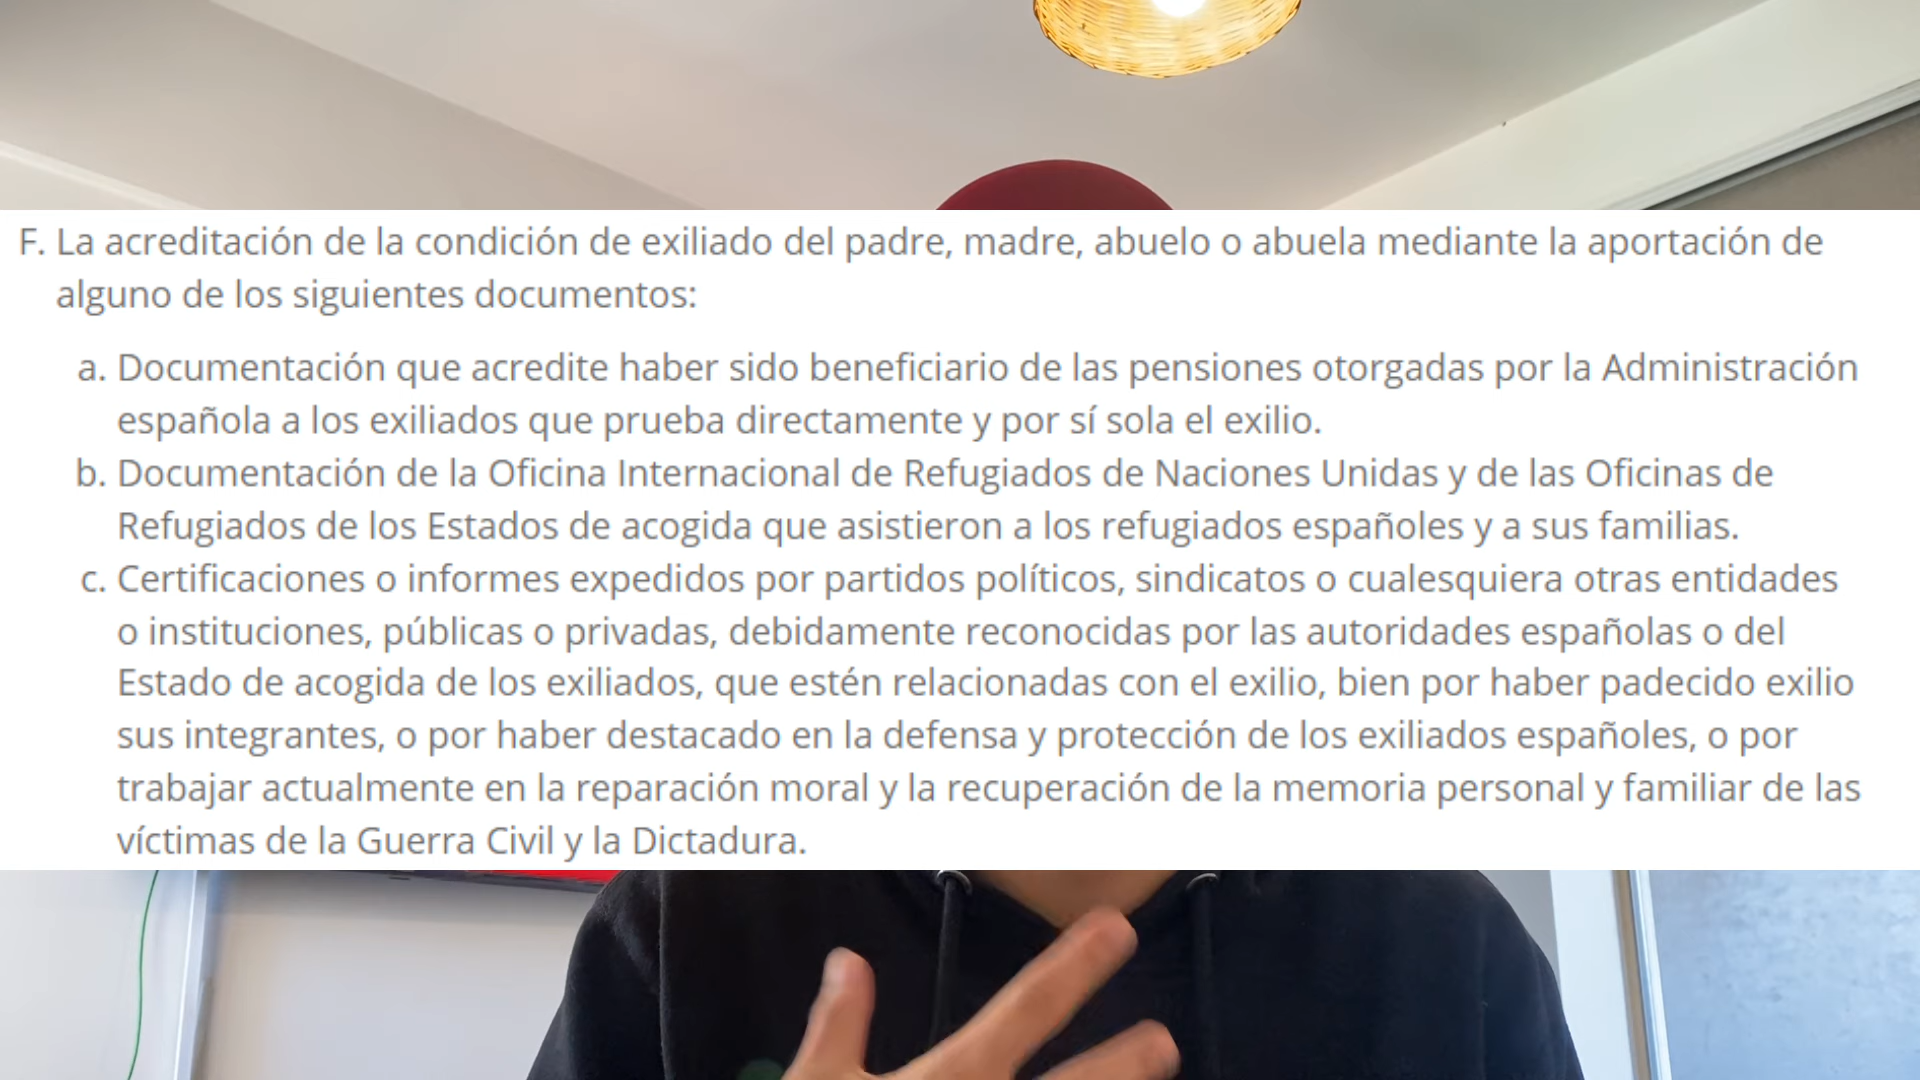 F. La acreditación de la condición de exiliado del padre, madre, abuelo o abuela mediante la aportación de
alguno de los siguientes documentos:
a. Documentación que acredite haber sido beneficiario de las pensiones otorgadas por la Administración
española a los exiliados que prueba directamente y por sí sola el exilio.
b. Documentación de la Oficina Internacional de Refugiados de Naciones Unidas y de las Oficinas de
Refugiados de los Estados de acogida que asistieron a los refugiados españoles y a sus familias.
c. Certificaciones o informes expedidos por partidos políticos, sindicatos o cualesquiera otras entidades
o instituciones, públicas o privadas, debidamente reconocidas por las autoridades españolas o del
Estado de acogida de los exiliados, que estén relacionadas con el exilio, bien por haber padecido exilio
sus integrantes, o por haber destacado en la defensa y protección de los exiliados españoles, o por
trabajar actualmente en la reparación moral y la recuperación de la memoria personal y familiar de las
víctimas de la Guerra Civil y la Dictadura.